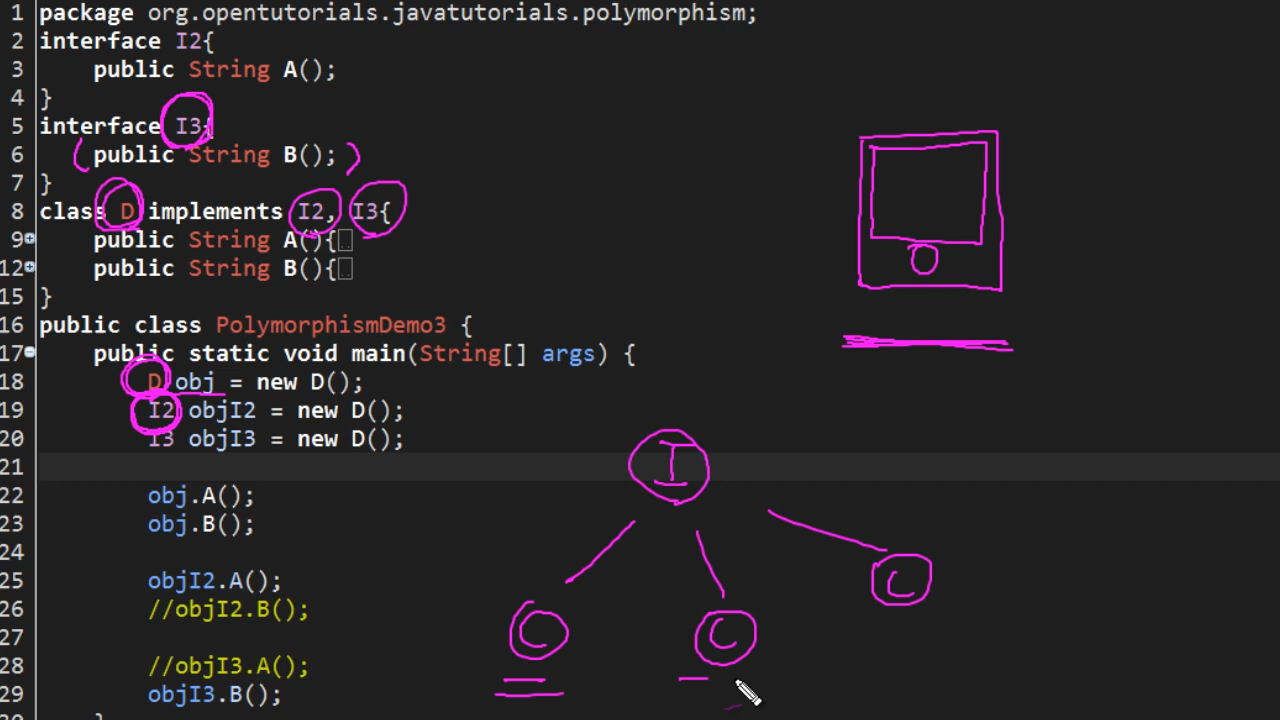 1 package org.opentutorials.javatutorials.polymorphism;
2 interface I2{
3 public String A();
4 }
5 interface I3{
6 public String B();
7 }
8 class D implements I2, I3{
9 public String A(){
12 public String B(){
15 }
16 public class PolymorphismDemo3 {
17 public static void main(String[] args) {
18 D obj = new D();
19 I2 objI2 = new D();
20 I3 objI3 = new D();
21
22 obj.A();
23 obj.B();
24
25 objI2.A();
26 //objI2.B();
27
28 //objI3.A();
29 objI3.B();
30 }
I
C
C
C